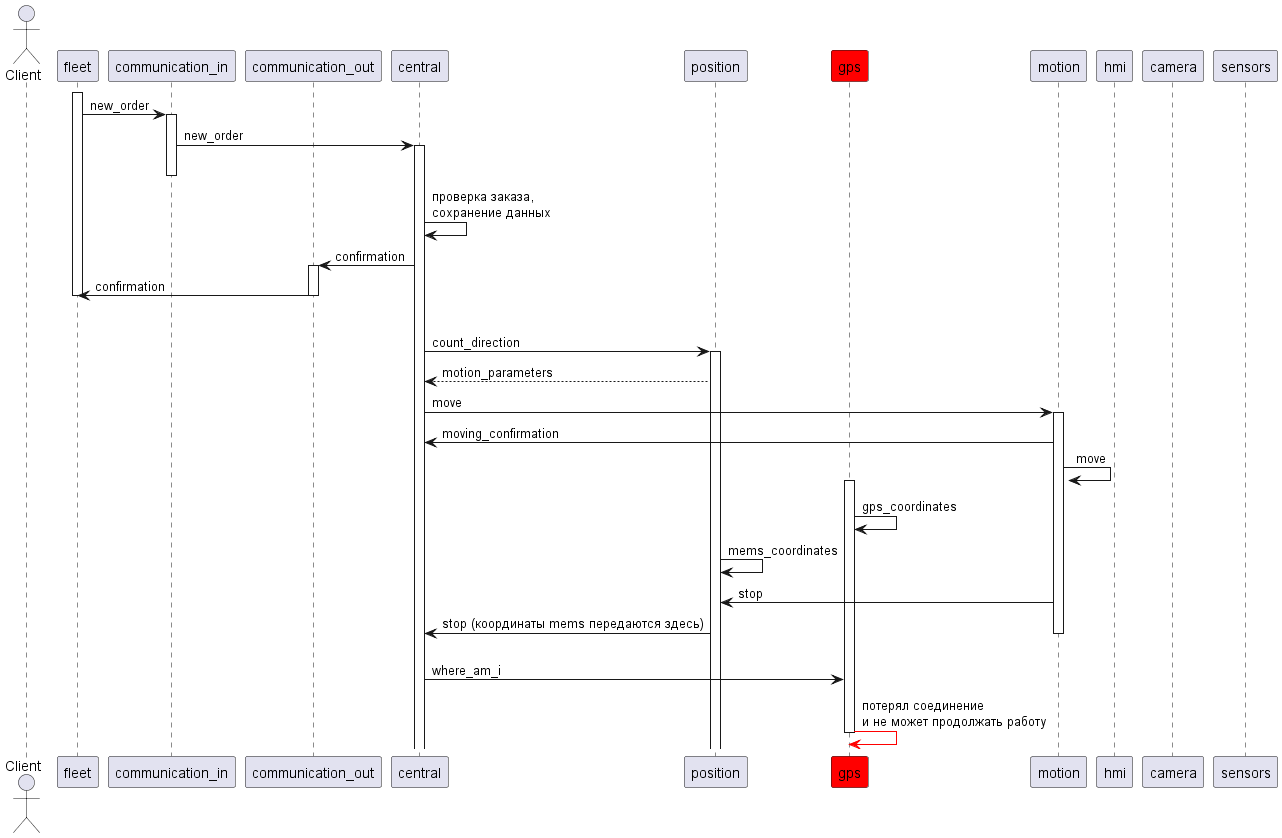 Client
fleet
communication_in
communication_out
central
position
gps
motion
hmi
camera
sensors
new_order
new_order
проверка заказа,
сохранение данных
confirmation
confirmation
count_direction
motion_parameters
move
moving_confirmation
move
gps_coordinates
mems_coordinates
stop
stop (координаты mems передаются здесь)
where_am_i
потерял соединение
и не может продолжать работу
Client
fleet
communication_in
communication_out
central
position
gps
motion
hmi
camera
sensors